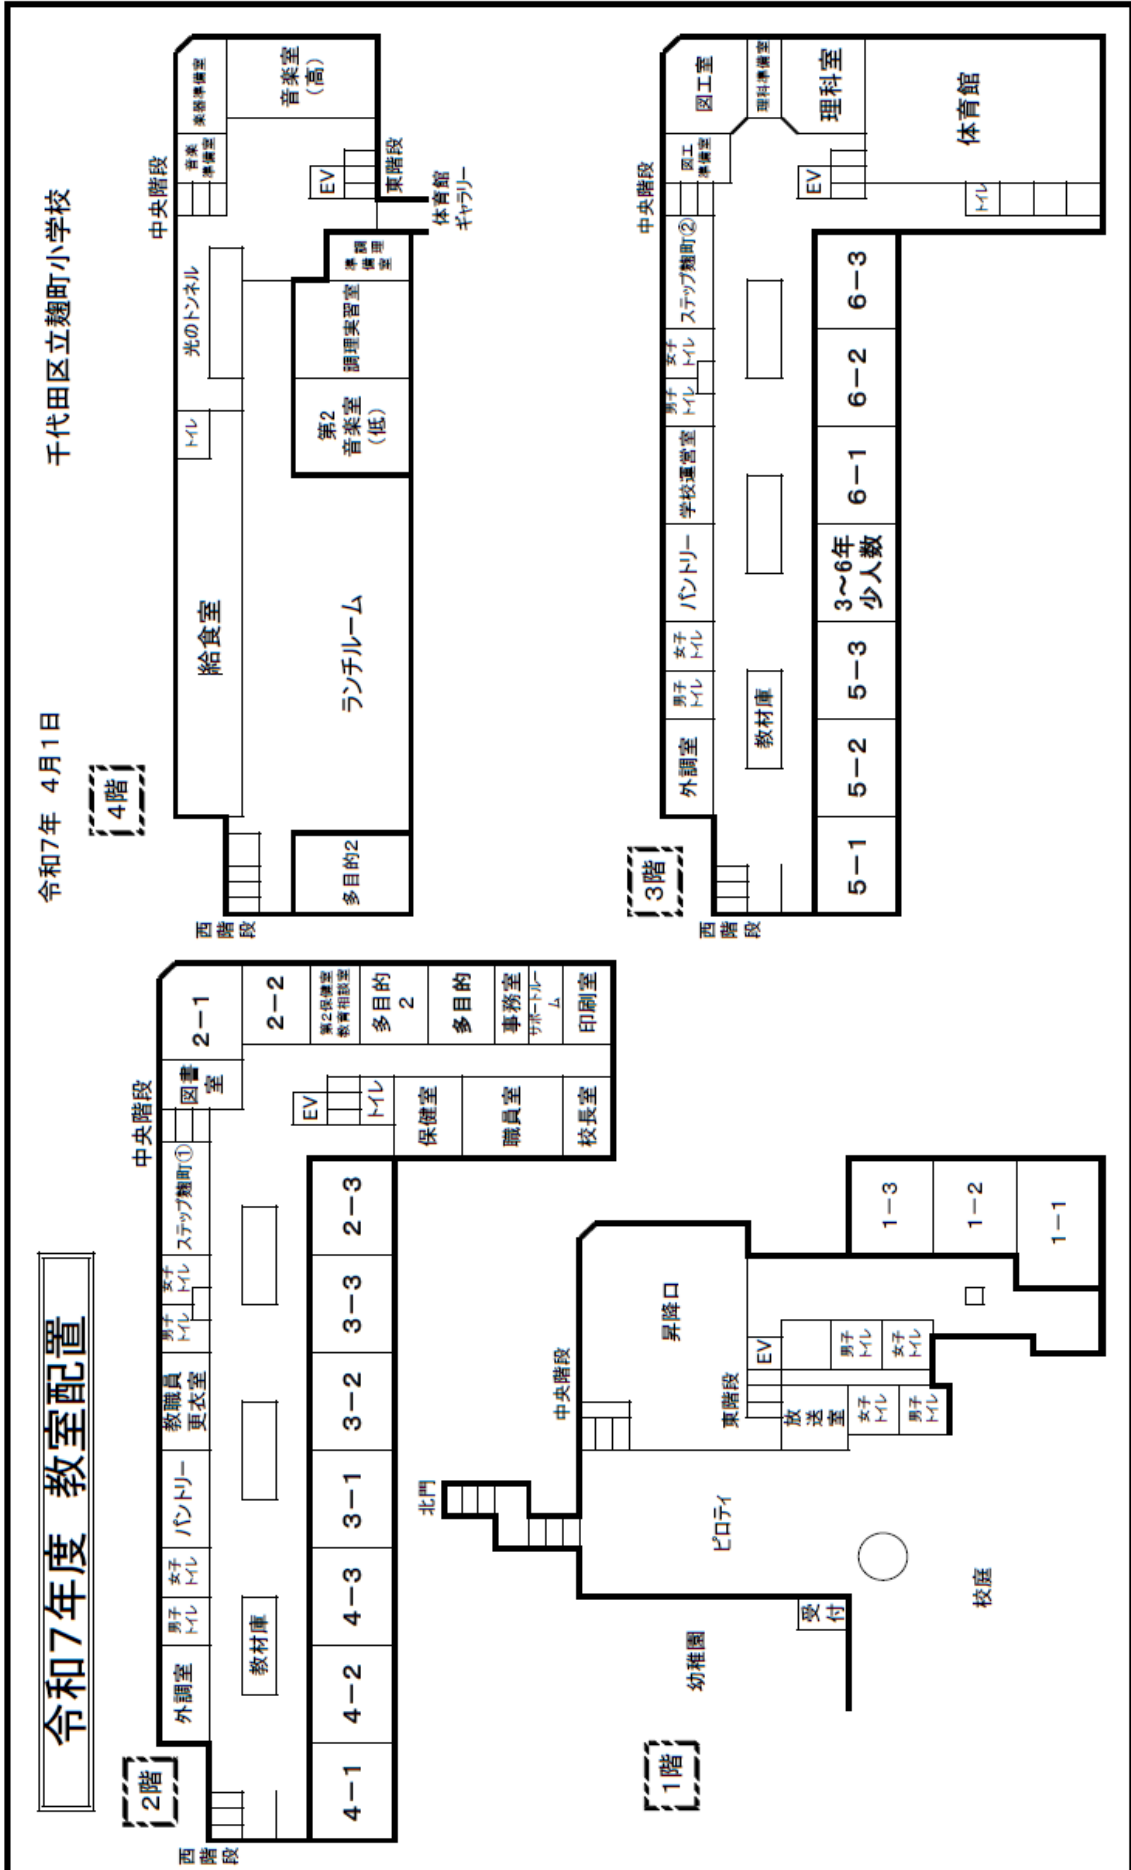 令和7年度 教室配置
令和7年 4月1日
千代田区立麹町小学校
2階
西
階
段
中央階段
外調室
男子
トイレ
女子
トイレ
パントリー
教職員
更衣室
男子
トイレ
女子
トイレ
ステップ麹町①
図書
室
2-1
2-2
教材庫
EV
トイレ
第2保健室
教育相談室
多目的
2
多目的
事務室
サポートルー
ム
印刷室
保健室
職員室
校長室
4-1
4-2
4-3
3-1
3-2
3-3
2-3
4階
西
階
段
中央階段
給食室
トイレ
光のトンネル
音楽
準備室
楽器準備室
音楽室
(高)
EV
東階段
体育館
ギャラリー
多目的2
ランチルーム
第2
音楽室
(低)
調理実習室
調理
準備
室
1階
北門
中央階段
昇降口
幼稚園
ピロティ
東階段
EV
受
付
放
送
室
男子
トイレ
女子
トイレ
女子
トイレ
男子
トイレ
校庭
1-3
1-2
1-1
3階
西
階
段
中央階段
外調室
男子
トイレ
女子
トイレ
パントリー
学校運営室
男子
トイレ
女子
トイレ
ステップ麹町②
図工
準備室
図工室
理科準備室
理科室
教材庫
EV
トイレ
体育館
5-1
5-2
5-3
3~6年
少人数
6-1
6-2
6-3